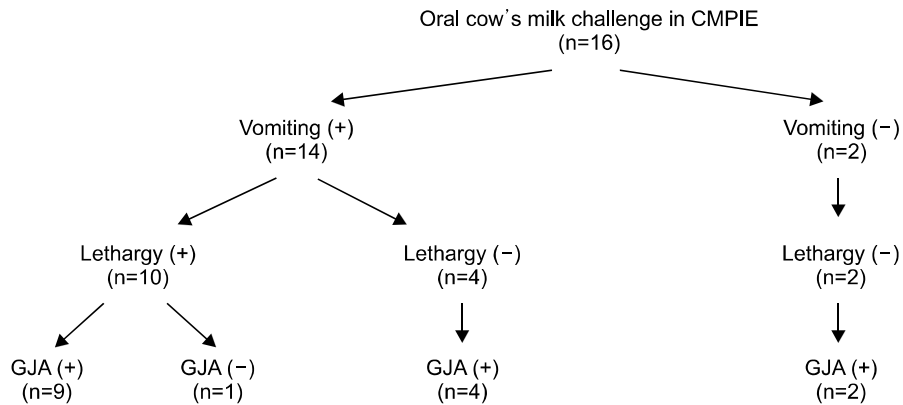 Oral cow's milk challenge in CMPIE
(n=16)
Vomiting (+)
(n=14)
Vomiting (−)
(n=2)
Lethargy (+)
(n=10)
Lethargy (−)
(n=4)
Lethargy (−)
(n=2)
GJA (+)
(n=9)
GJA (−)
(n=1)
GJA (+)
(n=4)
GJA (+)
(n=2)